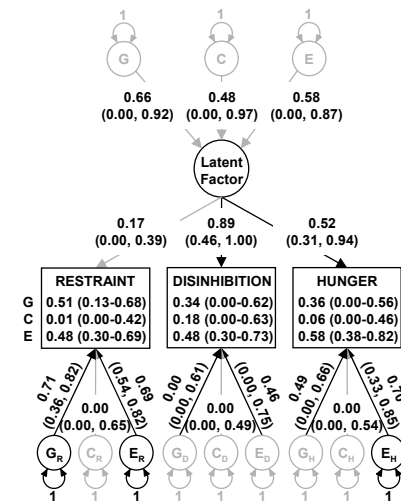 1 1 1
G C E
0.66 0.48 0.58
(0.00, 0.92) (0.00, 0.97) (0.00, 0.87)
Latent
Factor
0.17 0.89 0.52
(0.00, 0.39) (0.46, 1.00) (0.31, 0.94)
RESTRAINT DISINHIBITION HUNGER
G 0.51 (0.13-0.68) 0.34 (0.00-0.62) 0.36 (0.00-0.56)
C 0.01 (0.00-0.42) 0.18 (0.00-0.63) 0.06 (0.00-0.46)
E 0.48 (0.30-0.69) 0.48 (0.30-0.73) 0.58 (0.38-0.82)
0.71 (0.36, 0.82) 0.69 (0.54, 0.82) 0.00 (0.00, 0.61) 0.46 (0.00, 0.75) 0.49 (0.00, 0.66) 0.70 (0.33, 0.85)
0.00 0.00 0.00
(0.00, 0.65) (0.00, 0.49) (0.00, 0.54)
GR CR ER GD CD ED GH CH EH
1 1 1 1 1 1 1 1 1